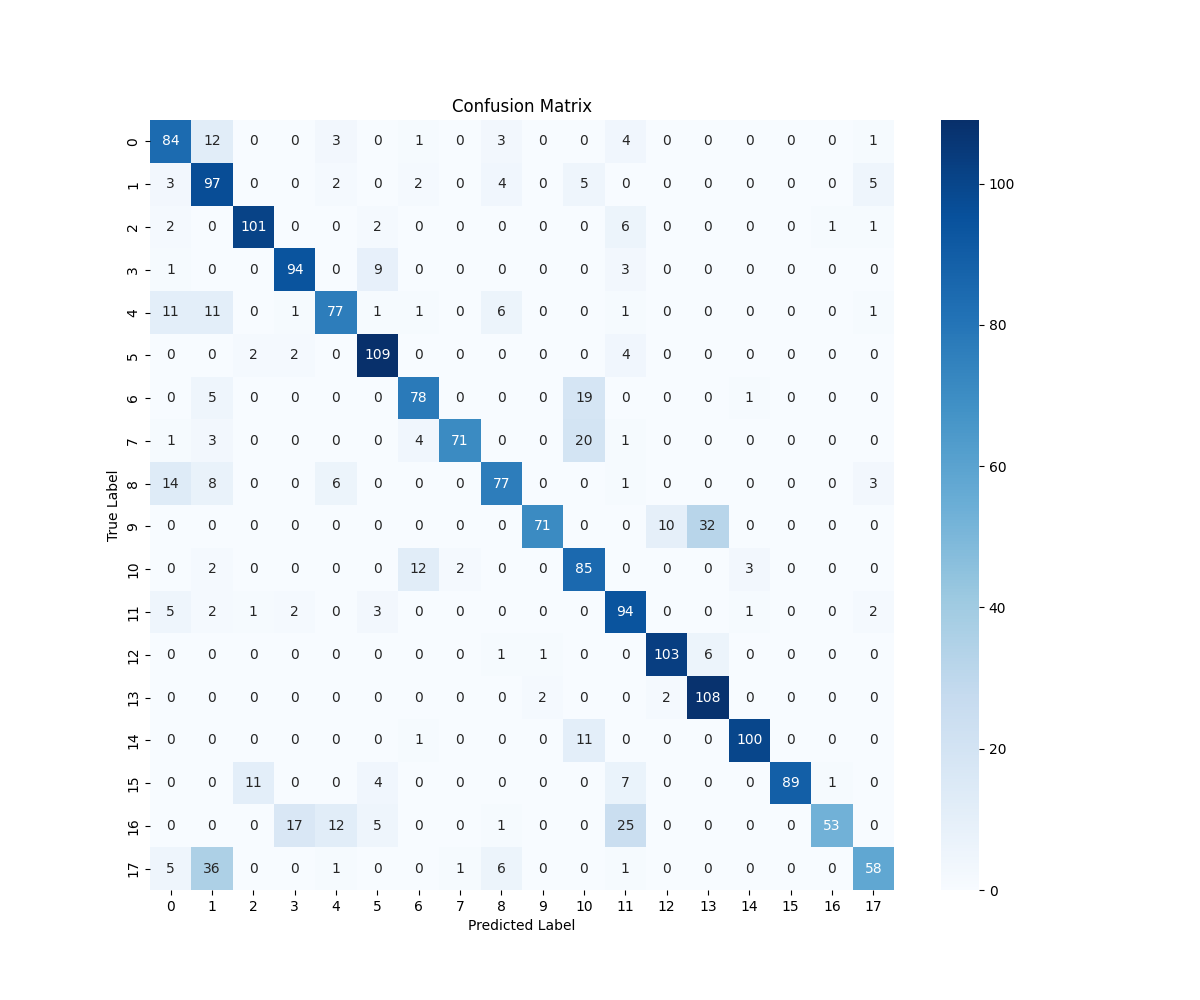 Confusion Matrix
0 84 12 0 0 3 0 1 0 3 0 0 4 0 0 0 0 0 1
1 3 97 0 0 2 0 2 0 4 0 5 0 0 0 0 0 0 5
2 2 0 101 0 0 2 0 0 0 0 0 6 0 0 0 0 1 1
3 1 0 0 94 0 9 0 0 0 0 0 3 0 0 0 0 0 0
4 11 11 0 1 77 1 1 0 6 0 0 1 0 0 0 0 0 1
5 0 0 2 2 0 109 0 0 0 0 0 4 0 0 0 0 0 0
6 0 5 0 0 0 0 78 0 0 0 19 0 0 0 1 0 0 0
7 1 3 0 0 0 0 4 71 0 0 20 1 0 0 0 0 0 0
8 14 8 0 0 6 0 0 0 77 0 0 1 0 0 0 0 0 3
9 0 0 0 0 0 0 0 0 0 71 0 0 10 32 0 0 0 0
10 0 2 0 0 0 0 12 2 0 0 85 0 0 0 3 0 0 0
11 5 2 1 2 0 3 0 0 0 0 0 94 0 0 1 0 0 2
12 0 0 0 0 0 0 0 0 1 1 0 0 103 6 0 0 0 0
13 0 0 0 0 0 0 0 0 0 2 0 0 2 108 0 0 0 0
14 0 0 0 0 0 0 1 0 0 0 11 0 0 0 100 0 0 0
15 0 0 11 0 0 4 0 0 0 0 0 7 0 0 0 89 1 0
16 0 0 0 17 12 5 0 0 1 0 0 25 0 0 0 0 53 0
17 5 36 0 0 1 0 0 1 6 0 0 1 0 0 0 0 0 58
0 1 2 3 4 5 6 7 8 9 10 11 12 13 14 15 16 17
Predicted Label
True Label
100
80
60
40
20
0